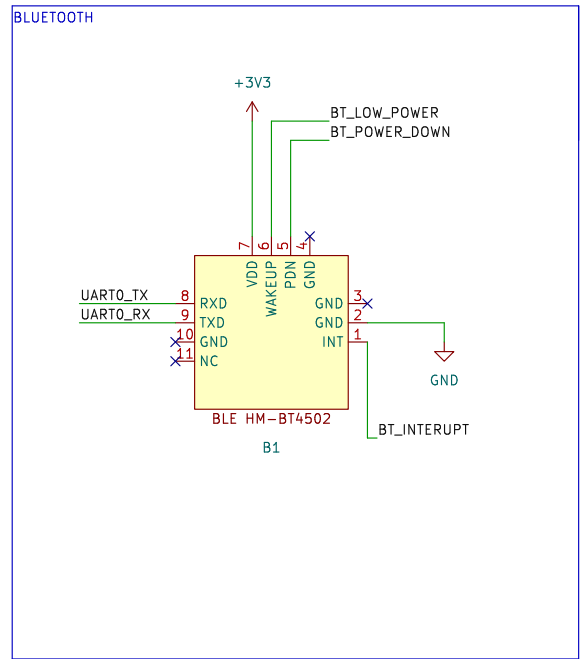 BLUETOOTH
+3V3
BT_LOW_POWER
BT_POWER_DOWN
7 6 5 4
VDD WAKEUP PDN GND
UART0_TX 8 RXD GND 3
UART0_RX 9 TXD GND 2
10 GND INT 1
11 NC
GND
BLE HM-BT4502
BT_INTERUPT
B1